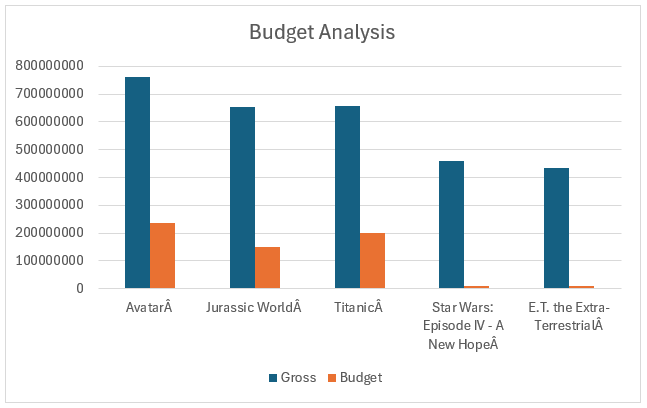 Budget Analysis
800000000
700000000
600000000
500000000
400000000
300000000
200000000
100000000
0
AvatarÂ
Jurassic WorldÂ
TitanicÂ
Star Wars:
Episode IV - A
New HopeÂ
E.T. the Extra-
TerrestrialÂ
Gross
Budget